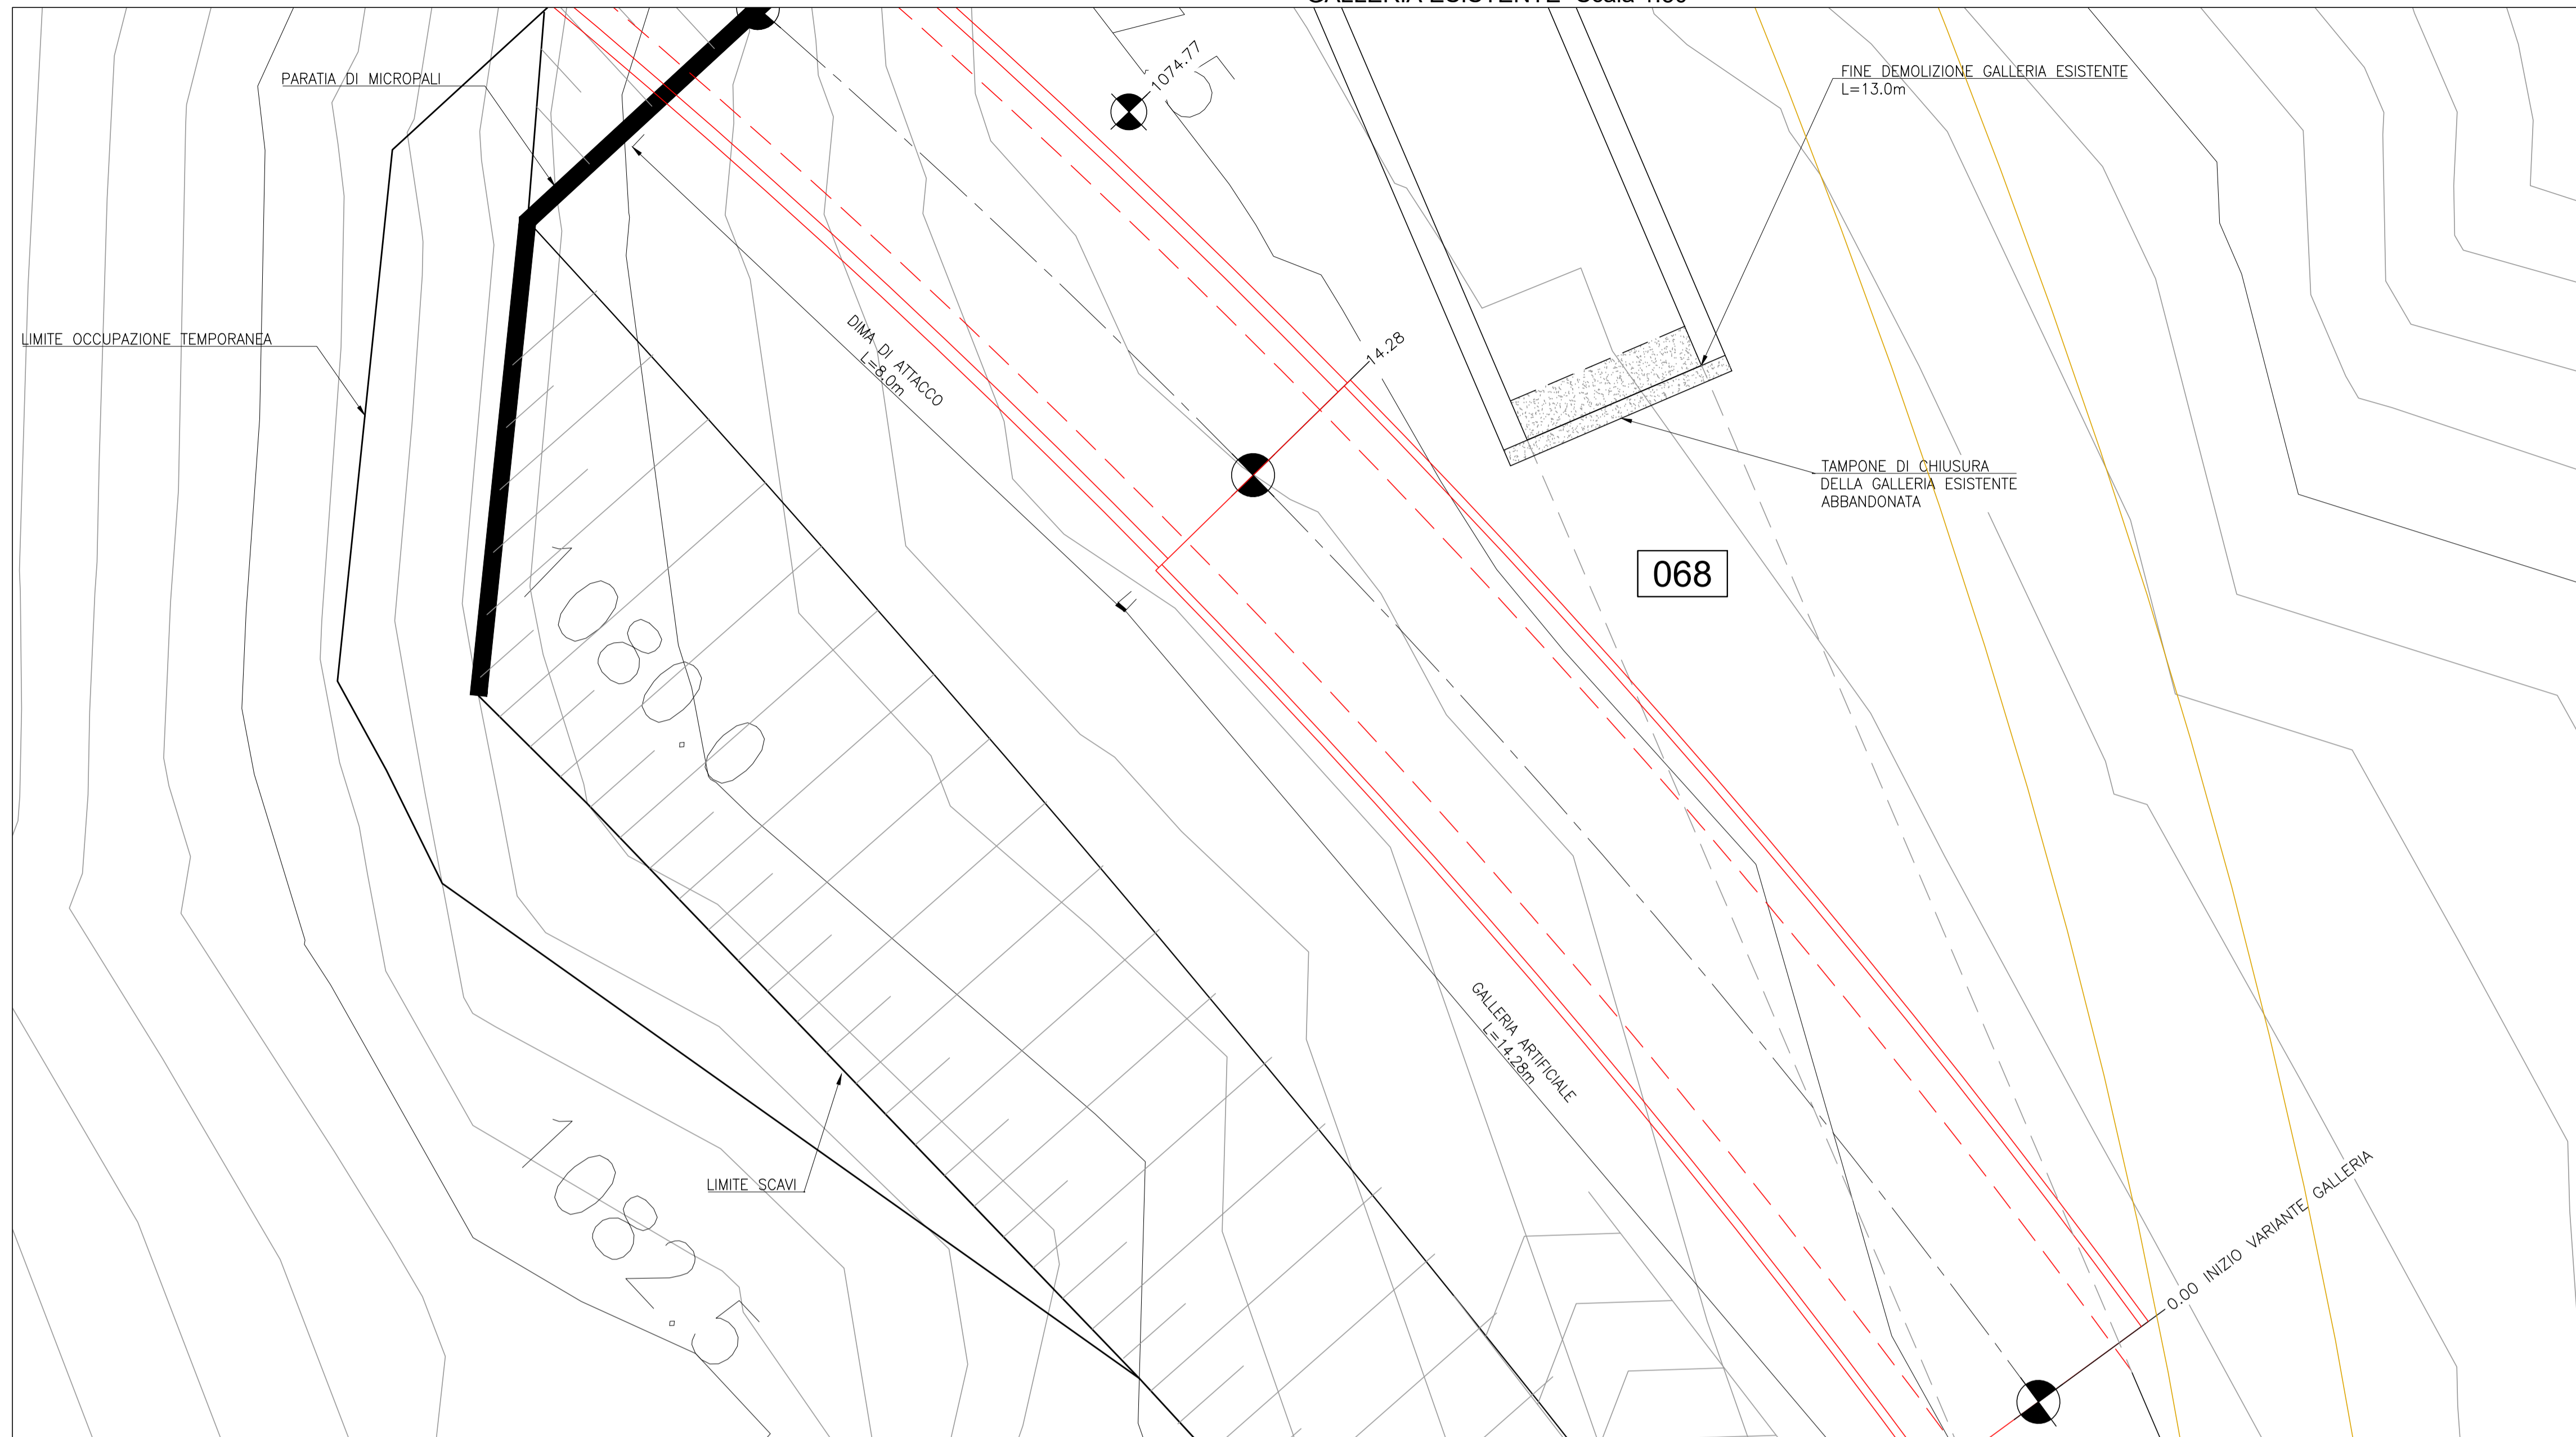 PARATIA DI MICROPALI
1074.77
FINE DEMOLIZIONE GALLERIA ESISTENTE
L=13.0m
LIMITE OCCUPAZIONE TEMPORANEA
DIMA DI ATTACCO
L=8.0m
14.28
TAMPONE DI CHIUSURA
DELLA GALLERIA ESISTENTE
ABBANDONATA
068
1080.0
GALLERIA ARTIFICIALE
L=14.28m
LIMITE SCAVI
1082.5
0.00 INIZIO VARIANTE GALLERIA